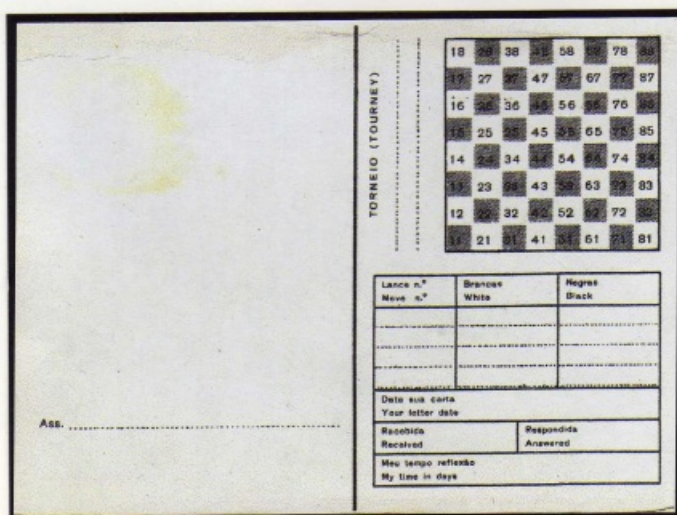 TORNEIO (TOURNEY)
18 28 38 48 58 68 78 88
17 27 37 47 57 67 77 87
16 26 36 46 56 66 76 86
15 25 35 45 55 65 75 85
14 24 34 44 54 64 74 84
13 23 33 43 53 63 73 83
12 22 32 42 52 62 72 82
11 21 31 41 51 61 71 81
Lance n.º Brancas Negras
Move n.º White Black
Data sua carta
Your letter date
Recebida Respondida
Received Answered
Meu tempo reflexão
My time in days
Ass.